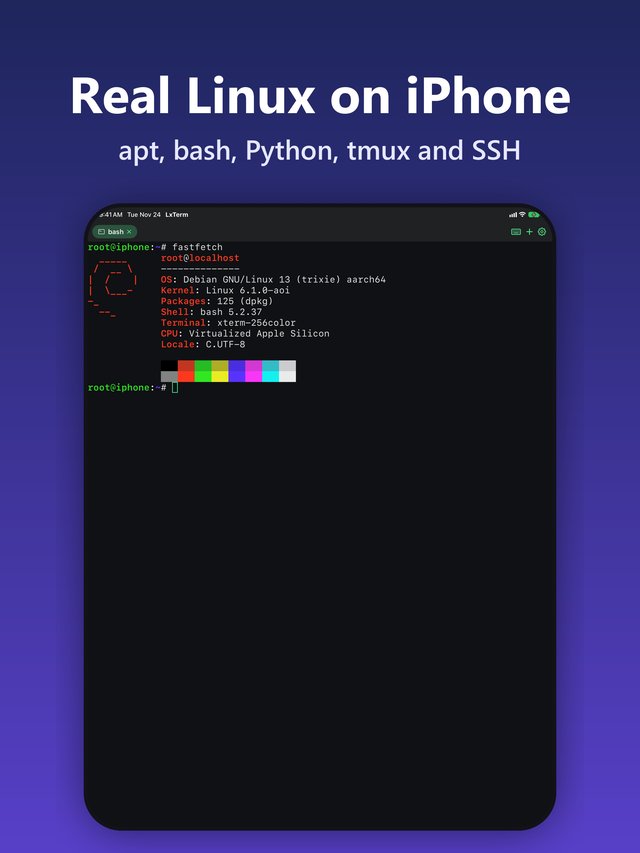 Real Linux on iPhone
apt, bash, Python, tmux and SSH
9:41AM Tue Nov 24 LxTerm
bash ×
root@iphone:~# fastfetch
root@localhost
--------------
OS: Debian GNU/Linux 13 (trixie) aarch64
Kernel: Linux 6.1.0-aoi
Packages: 125 (dpkg)
Shell: bash 5.2.37
Terminal: xterm-256color
CPU: Virtualized Apple Silicon
Locale: C.UTF-8
root@iphone:~#